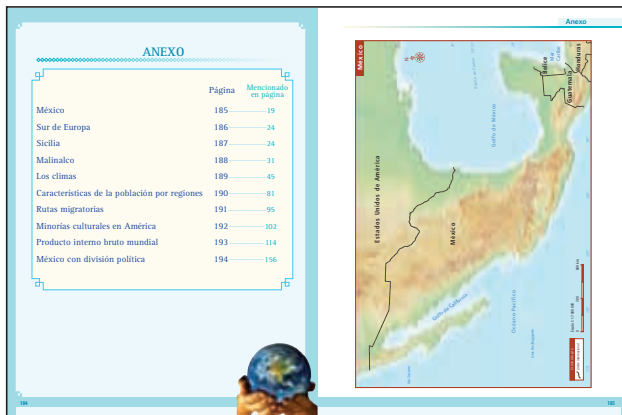 ANEXO
Página
Mencionado
en página
México 185 19
Sur de Europa 186 24
Sicilia 187 24
Malinalco 188 31
Los climas 189 45
Características de la población por regiones 190 81
Rutas migratorias 191 95
Minorías culturales en América 192 102
Producto interno bruto mundial 193 114
México con división política 194 156
184
Anexo
México
Estados Unidos de América
México
Golfo de México
Golfo de California
Océano Pacífico
Mar
Caribe
Belice
Guatemala
Honduras
185